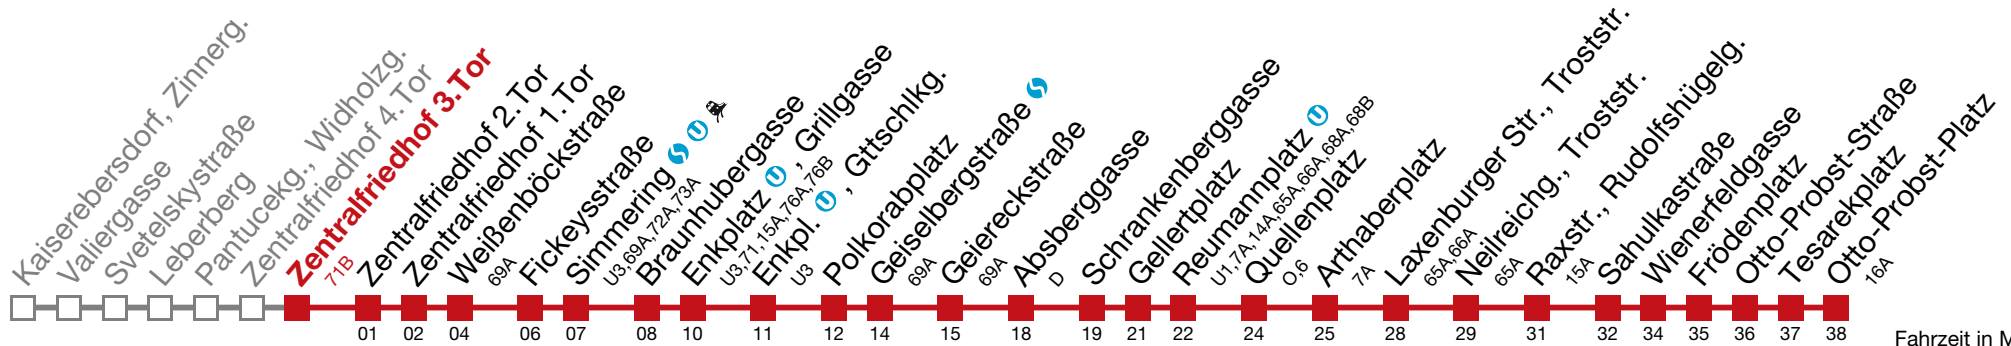 Kaiserebersdorf, Zinnerg.
Valiergasse
Svetelskystraße
Leberberg
Pantucekg., Widholzg.
Zentralfriedhof 4.Tor
Zentralfriedhof 3.Tor
71B
Zentralfriedhof 2.Tor
Zentralfriedhof 1.Tor
Weißenböckstraße
69A
Fickeysstraße
Simmering
U3,69A,72A,73A
Braunhubergasse
Enkplatz U, Grillgasse
U3,71,15A,76A,76B
Enkpl. U, Gttschlkg.
U3
Polkorabplatz
Geiselbergstraße
69A
Geiereckstraße
69A
Absberggasse
D
Schrankenberggasse
Gellertplatz
Reumannplatz U
U1,7A,14A,65A,66A,68A,68B
Quellenplatz
O,6
Arthaberplatz
7A
Laxenburger Str., Troststr.
65A,66A
Neilreichg., Troststr.
65A
Raxstr., Rudolfshügelg.
15A
Sahulkastraße
Wienerfeldgasse
Frödenplatz
Otto-Probst-Straße
Tesarekplatz
Otto-Probst-Platz
16A
01 02 04 06 07 08 10 11 12 14 15 18 19 21 22 24 25 28 29 31 32 34 35 36 37 38
Fahrzeit in M